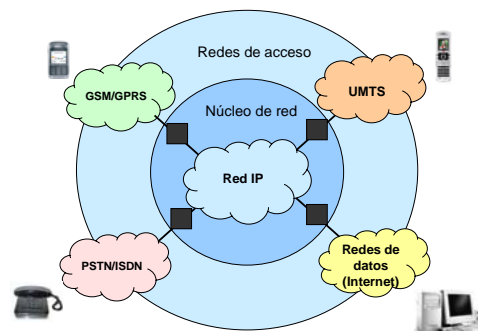 Redes de acceso
GSM/GPRS
UMTS
Núcleo de red
Red IP
PSTN/ISDN
Redes de
datos
(Internet)